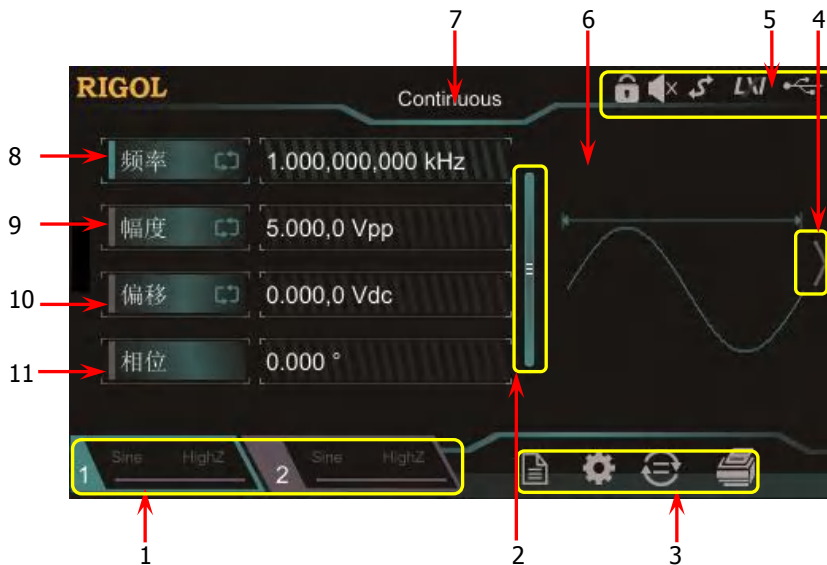 7 6 5 4
RIGOL
Continuous
LXI
8 频率 1.000,000,000 kHz
9 幅度 5.000,0 Vpp
10 偏移 0.000,0 Vdc
11 相位 0.000 °
1 Sine HighZ 2 Sine HighZ
1 2 3